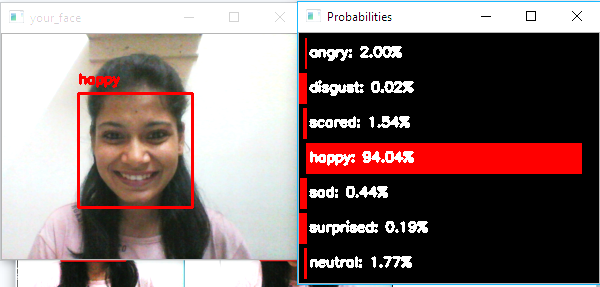 your_face
happy
Probabilities
angry: 2.00%
disgust: 0.02%
scared: 1.54%
happy: 94.04%
sad: 0.44%
surprised: 0.19%
neutral: 1.77%